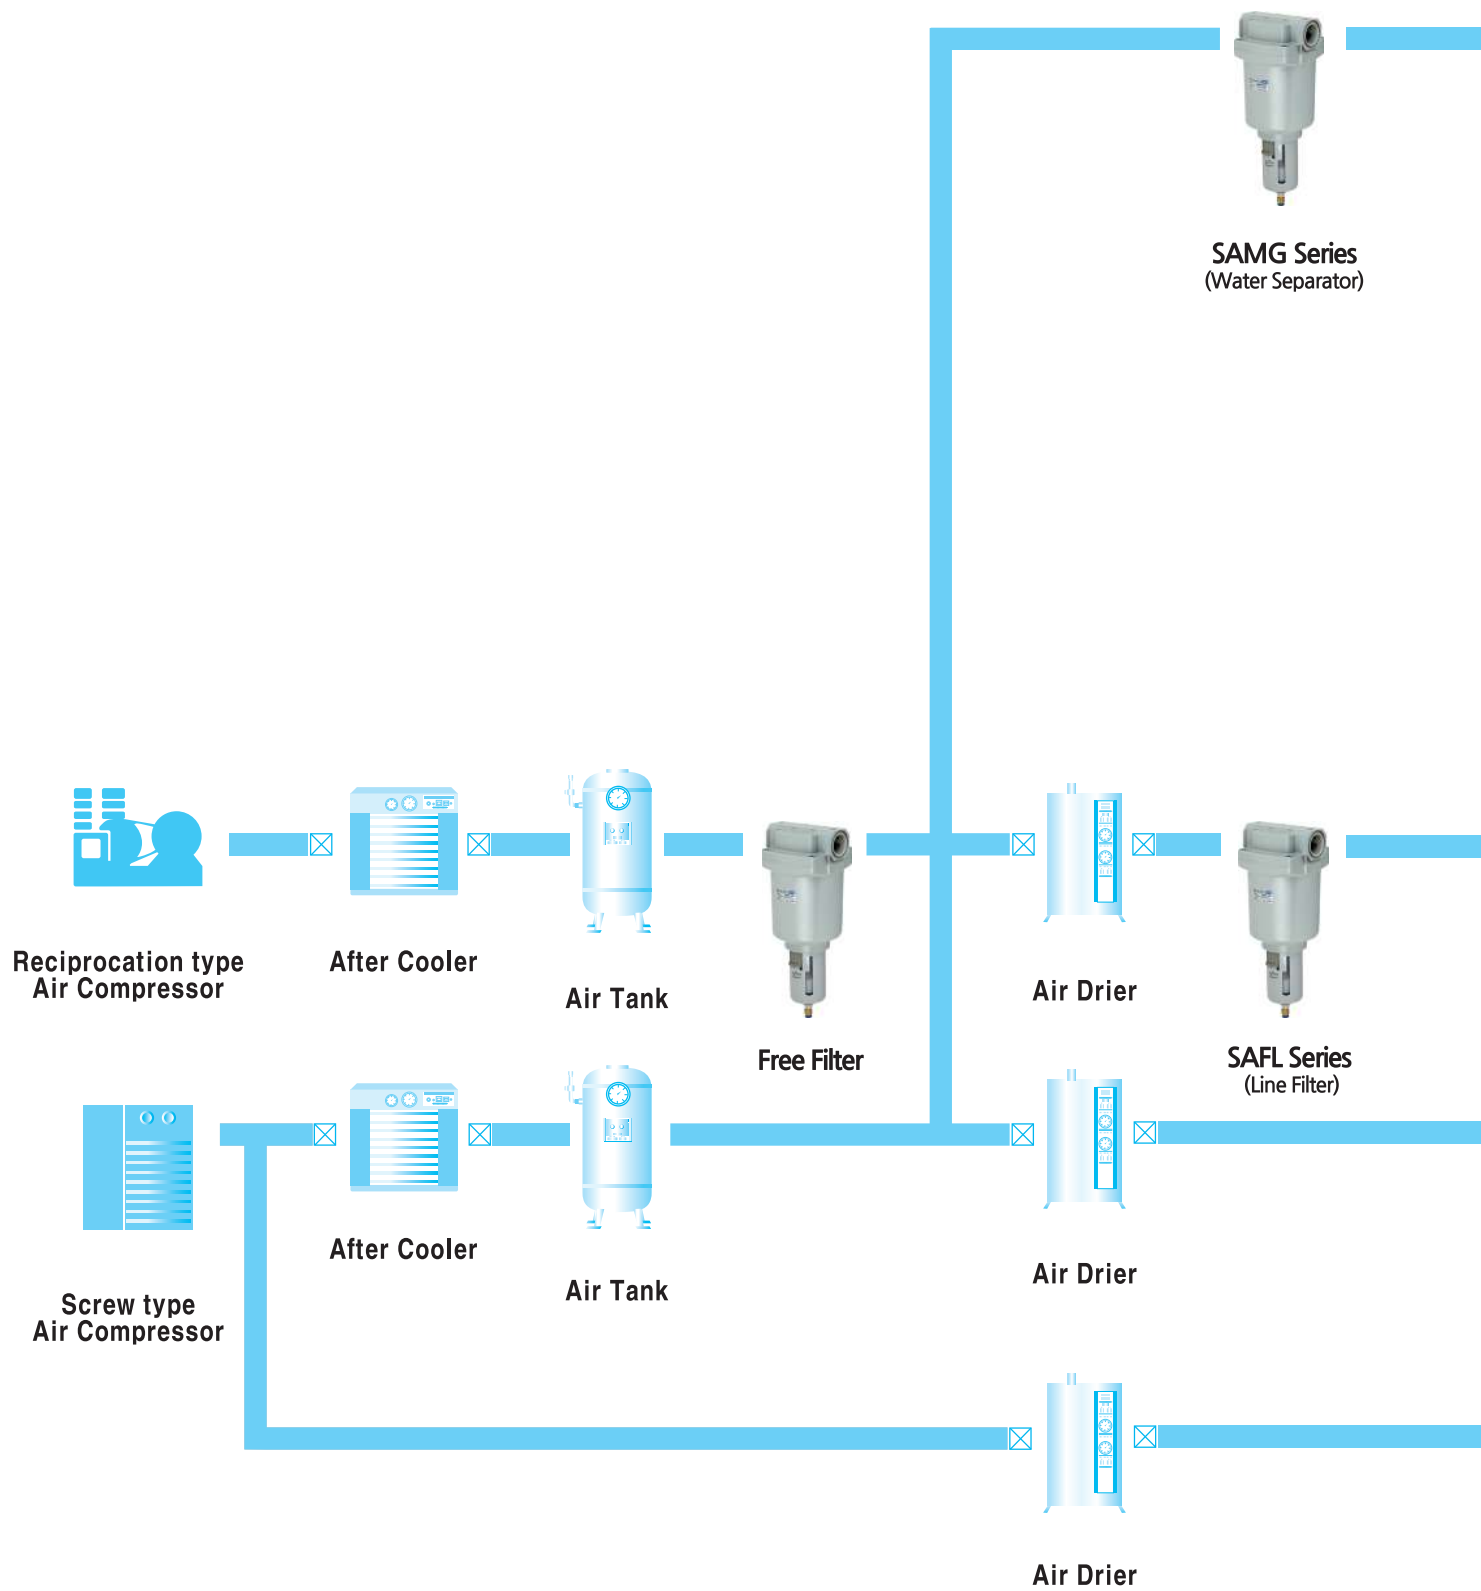 SAMG Series
(Water Separator)
Reciprocation type
Air Compressor
After Cooler
Air Tank
Free Filter
Air Drier
SAFL Series
(Line Filter)
Screw type
Air Compressor
After Cooler
Air Tank
Air Drier
Air Drier